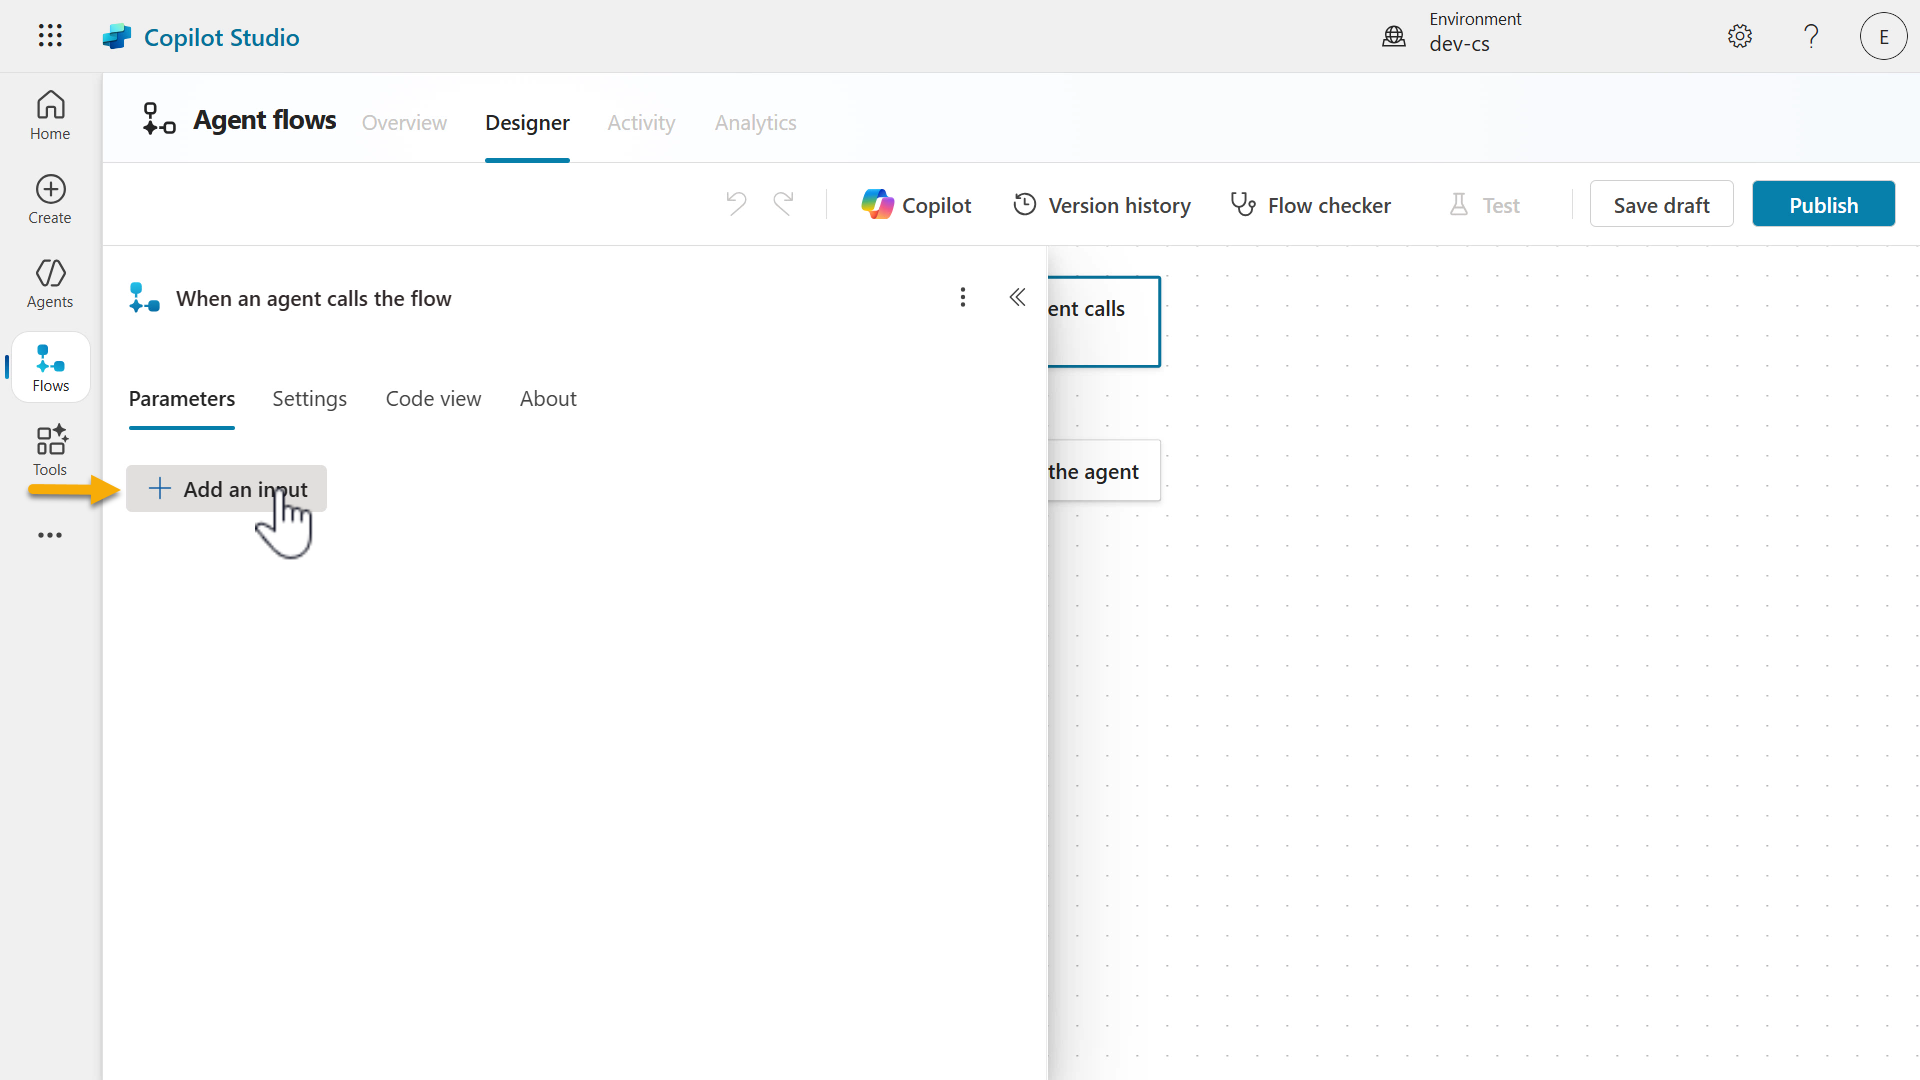 Copilot Studio
Environment
dev-cs
E
Home
Create
Agents
Flows
Tools
Agent flows
Overview
Designer
Activity
Analytics
Copilot
Version history
Flow checker
Test
Save draft
Publish
When an agent calls the flow
Parameters
Settings
Code view
About
Add an input
ent calls
the agent